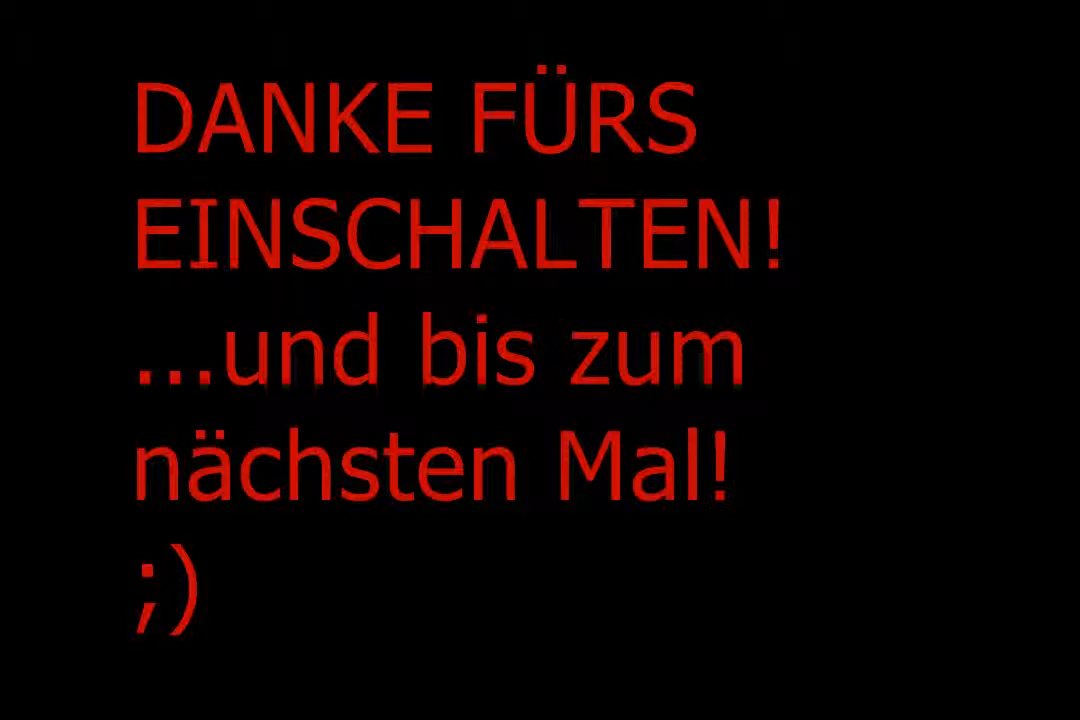 DANKE FÜRS
EINSCHALTEN!
...und bis zum
nächsten Mal!
;)